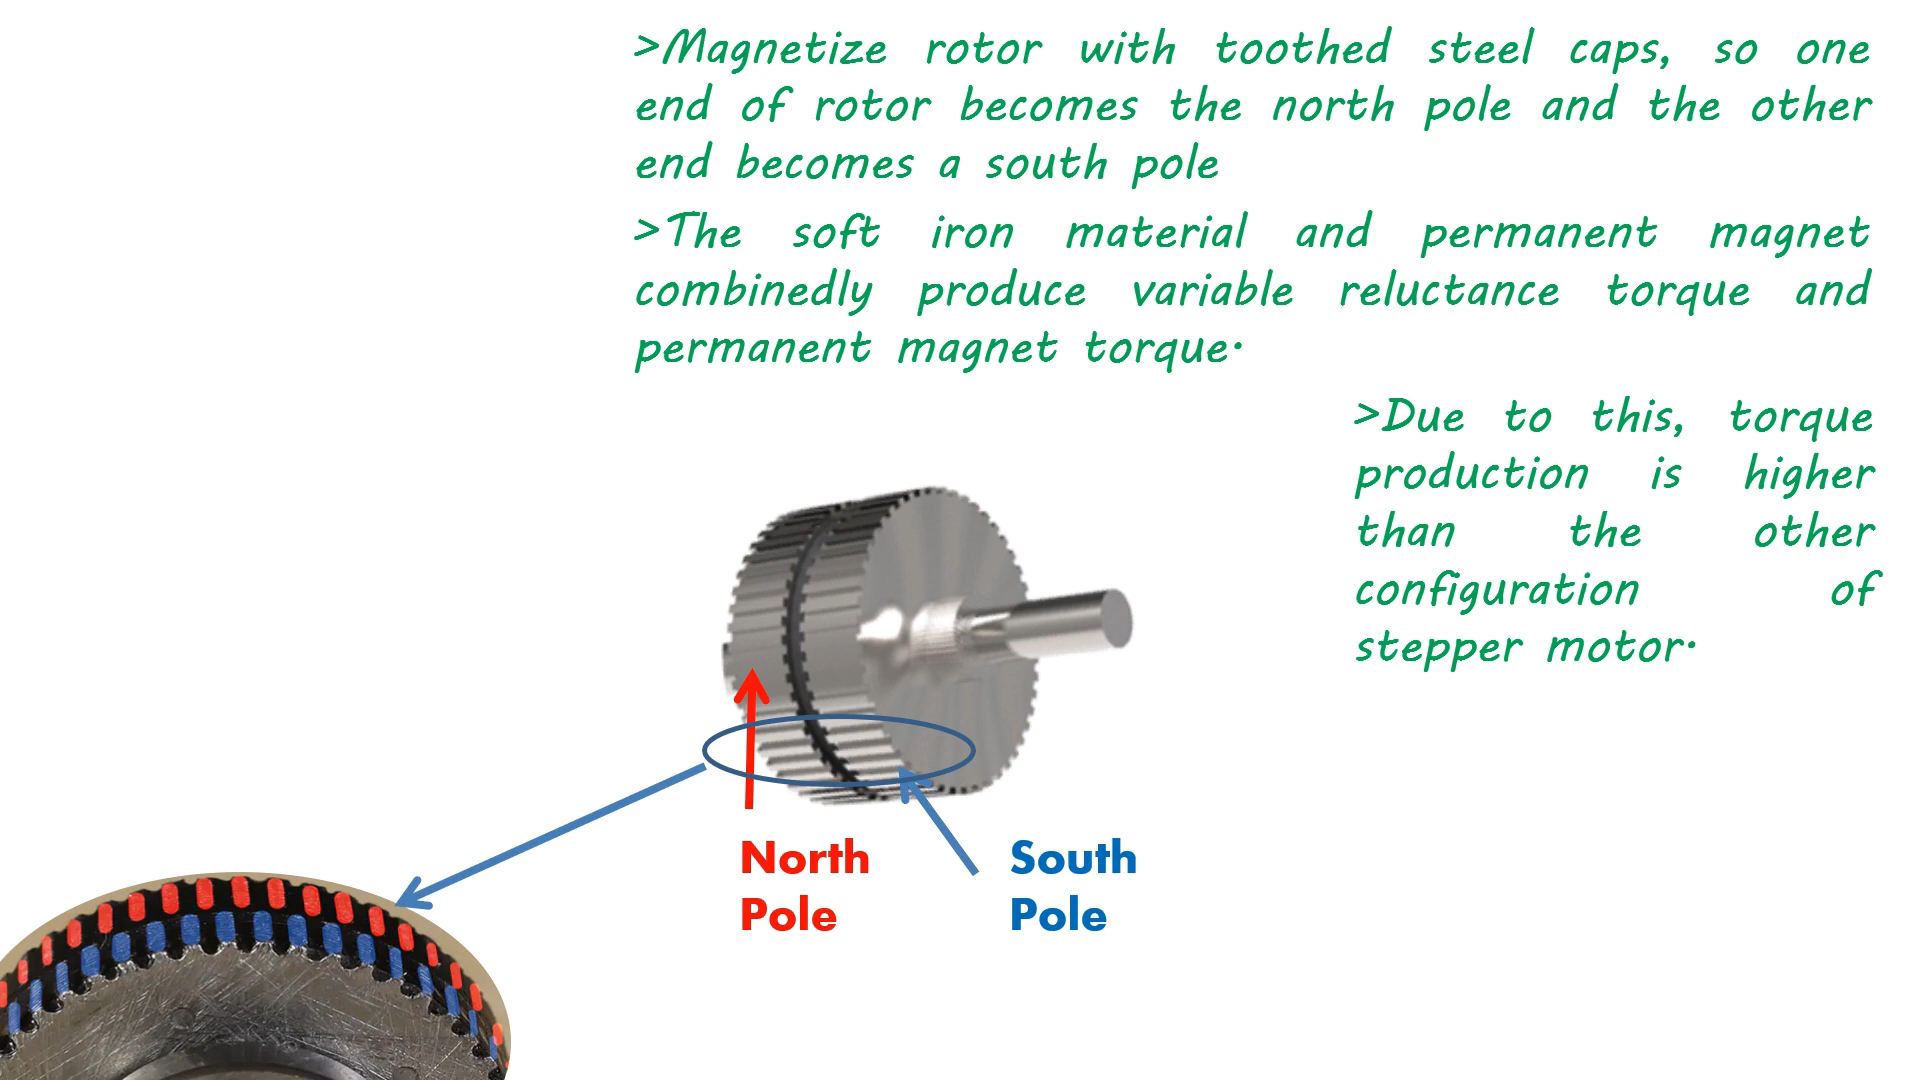 >Magnetize rotor with toothed steel caps, so one
end of rotor becomes the north pole and the other
end becomes a south pole
>The soft iron material and permanent magnet
combinedly produce variable reluctance torque and
permanent magnet torque.
>Due to this, torque
production is higher
than the other
configuration of
stepper motor.
North
Pole
South
Pole